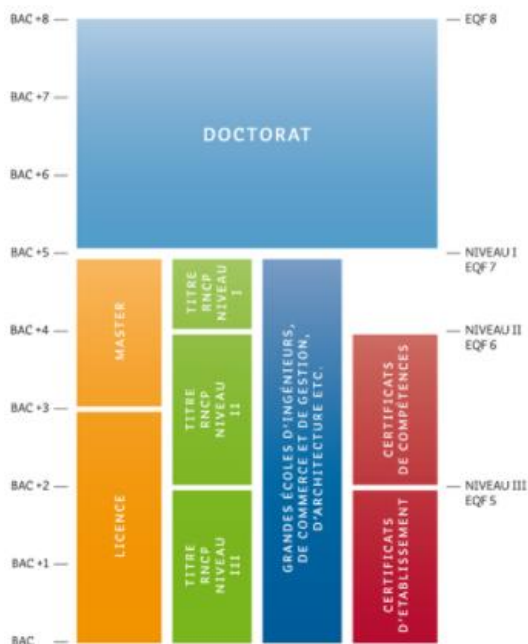 BAC +8
EQF 8
BAC +7
DOCTORAT
BAC +6
BAC +5
NIVEAU I
EQF 7
MASTER
TITRE
RNCP
NIVEAU
I
GRANDES ÉCOLES D'INGÉNIEURS,
DE COMMERCE ET DE GESTION,
D'ARCHITECTURE ETC.
BAC +4
NIVEAU II
EQF 6
TITRE
RNCP
NIVEAU
II
CERTIFICATS
DE COMPÉTENCES
BAC +3
LICENCE
BAC +2
NIVEAU III
EQF 5
TITRE
RNCP
NIVEAU
III
CERTIFICATS
D'ETABLISSEMENT
BAC +1
BAC